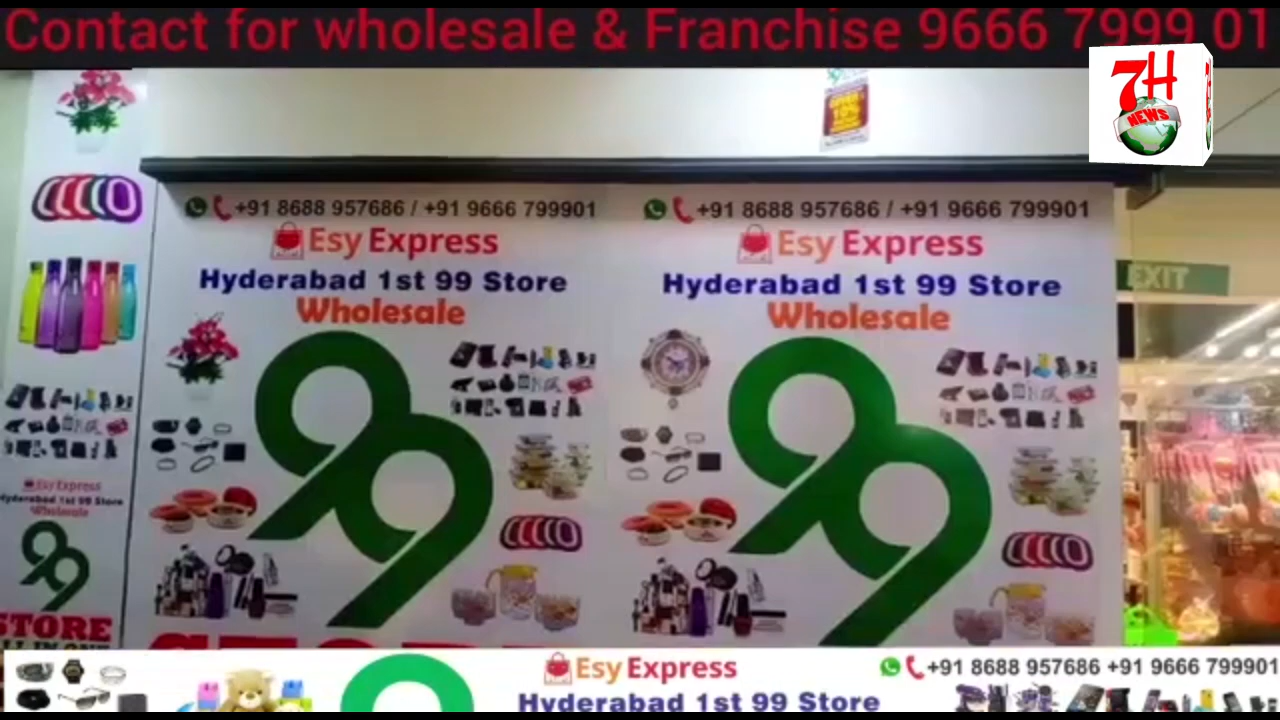 Contact for wholesale & Franchise 9666 7999 01
7H
NEWS
+91 8688 957686 / +91 9666 799901
Esy Express
Hyderabad 1st 99 Store
Wholesale
99
+91 8688 957686 / +91 9666 799901
Esy Express
Hyderabad 1st 99 Store
Wholesale
99
EXIT
Esy Express
Hyderabad 1st 99 Store
Wholesale
99
STORE
ALL IN ONE
Esy Express
Hyderabad 1st 99 Store
+91 8688 957686 +91 9666 799901